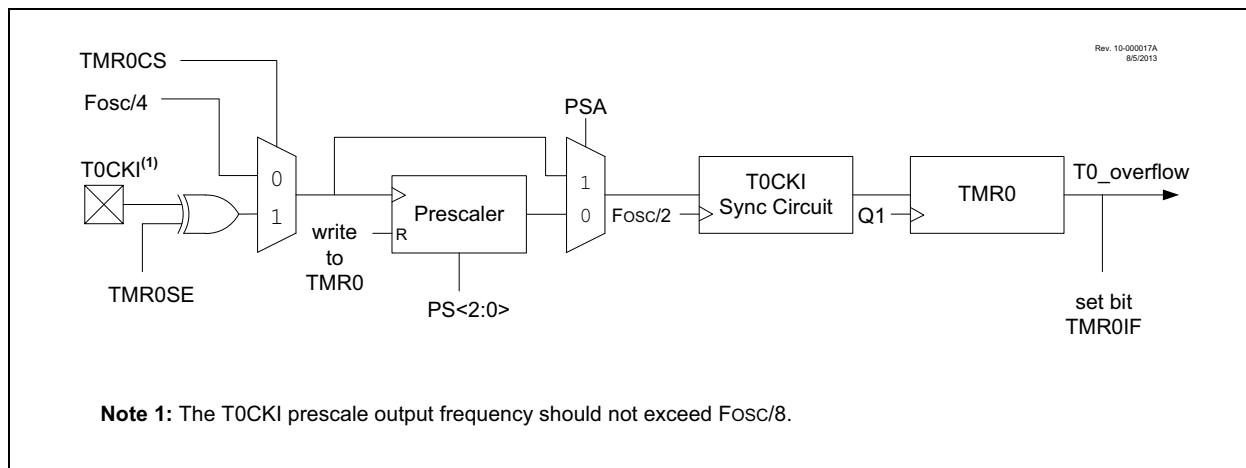 Rev. 10-000017A
8/5/2013
TMR0CS
Fosc/4
PSA
T0CKI(1)
0
1
1
0
T0CKI
Sync Circuit
TMR0
T0_overflow
Prescaler
FOSC/2
Q1
write
to
TMR0
R
TMR0SE
PS<2:0>
set bit
TMR0IF
Note 1: The T0CKI prescale output frequency should not exceed FOSC/8.